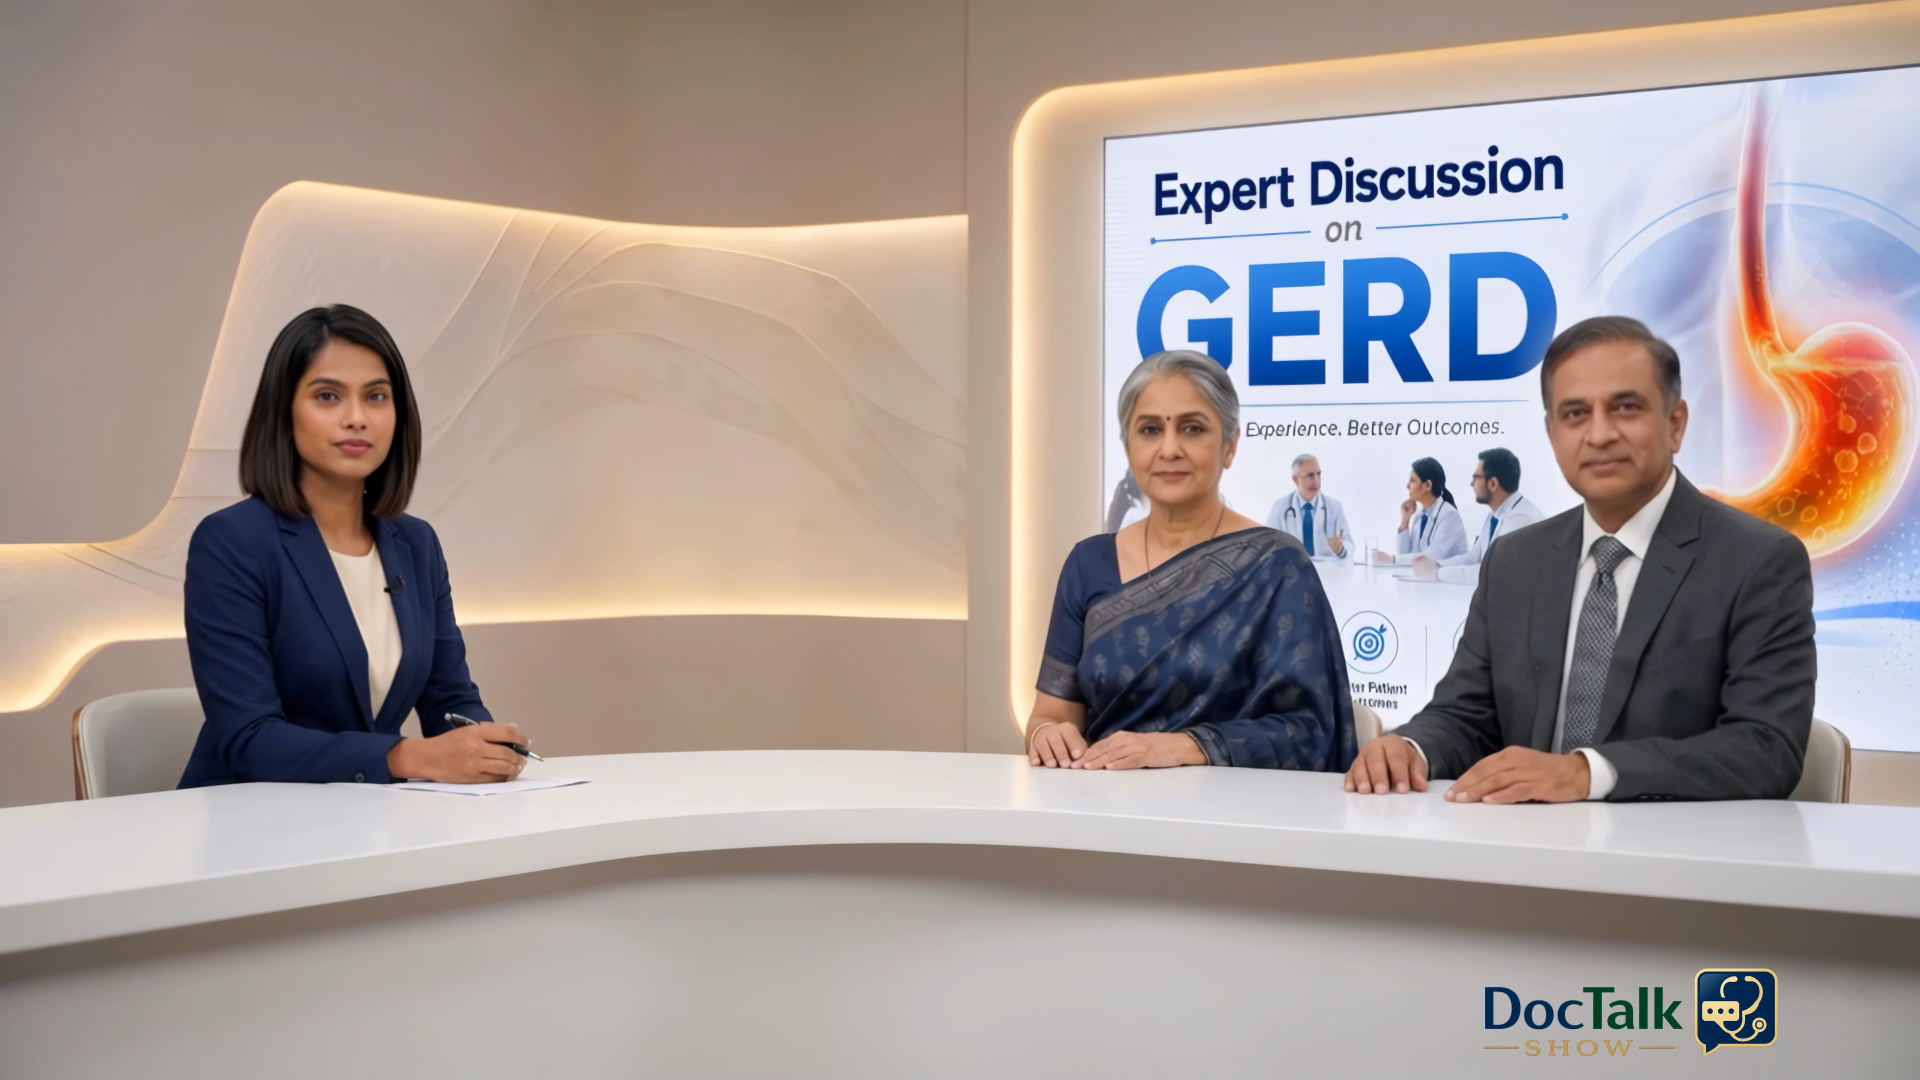 Expert Discussion
on
GERD
Experience. Better Outcomes.
DocTalk
SHOW